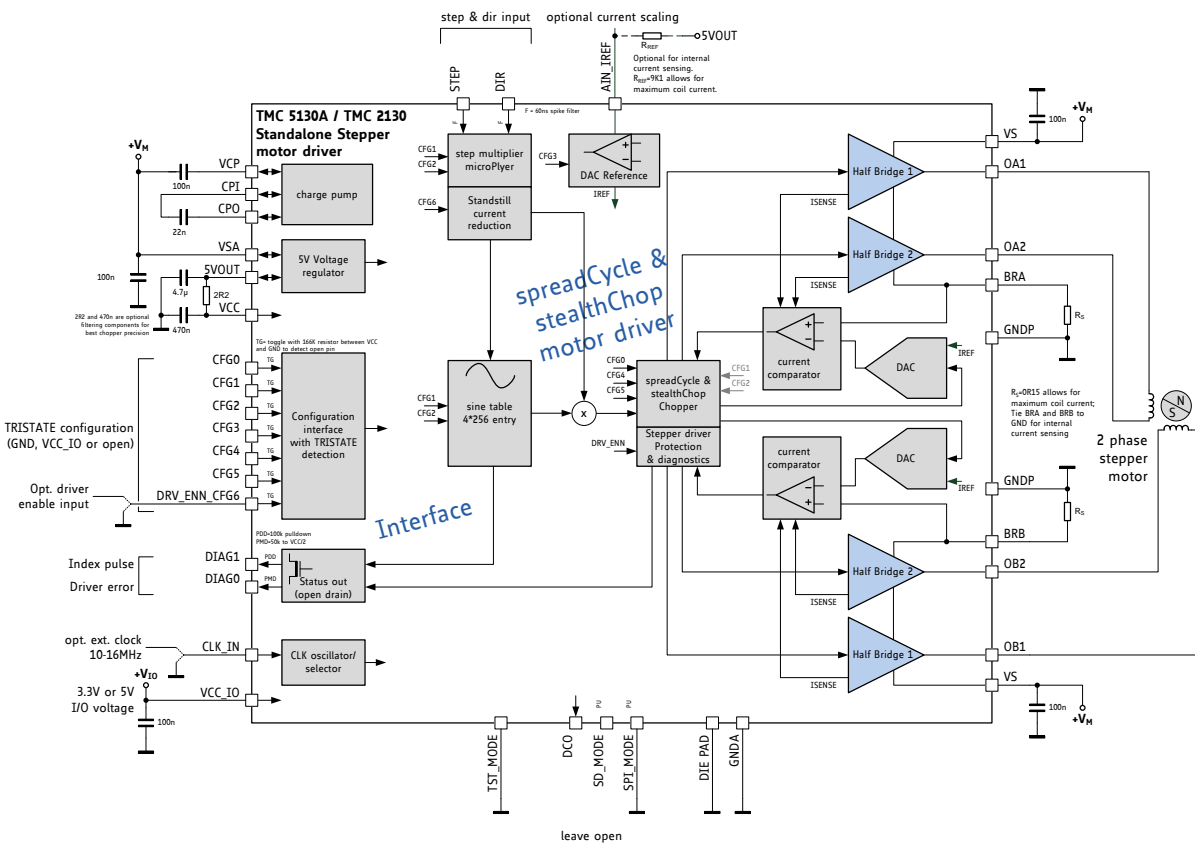 step & dir input
optional current scaling
5VOUT
RREF
Optional for internal
current sensing.
RREF=9K1 allows for
maximum coil current.
STEP
DIR
AIN_IREF
F = 60ns spike filter
TMC 5130A / TMC 2130
Standalone Stepper
motor driver
+VM
VCP
100n
CPI
CPO
22n
charge pump
VSA
5VOUT
100n
4.7µ
2R2
VCC
470n
2R2 and 470n are optional
filtering components for
best chopper precision
5V Voltage
regulator
F
F
CFG1
CFG2
step multiplier
microPlyer
CFG6
Standstill
current
reduction
CFG3
+
−
DAC Reference
IREF
spreadCycle &
stealthChop
motor driver
TG= toggle with 166K resistor between VCC
and GND to detect open pin
TRISTATE configuration
(GND, VCC_IO or open)
CFG0
TG
CFG1
TG
CFG2
TG
CFG3
TG
CFG4
TG
CFG5
TG
DRV_ENN_CFG6
TG
Opt. driver
enable input
Configuration
interface
with TRISTATE
detection
CFG1
CFG2
sine table
4*256 entry
x
CFG0
CFG4
CFG5
CFG1
CFG2
spreadCycle &
stealthChop
Chopper
DRV_ENN
Stepper driver
Protection
& diagnostics
Interface
PDD=100k pulldown
PMD=50k to VCC/2
Index pulse
DIAG1
PDD
Driver error
DIAG0
PMD
Status out
(open drain)
opt. ext. clock
10-16MHz
CLK_IN
CLK oscillator/
selector
+VIO
3.3V or 5V
I/O voltage
VCC_IO
100n
Half Bridge 1
ISENSE
Half Bridge 2
ISENSE
100n
+VM
VS
OA1
OA2
BRA
RS
GNDP
+
−
current
comparator
DAC
IREF
RS=0R15 allows for
maximum coil current;
Tie BRA and BRB to
GND for internal
current sensing
N
S
2 phase
stepper
motor
current
comparator
−
+
DAC
IREF
GNDP
RS
BRB
Half Bridge 2
ISENSE
OB2
Half Bridge 1
ISENSE
OB1
VS
100n
+VM
PU
PU
TST_MODE
DCO
SD_MODE
SPI_MODE
DIE PAD
GNDA
leave open